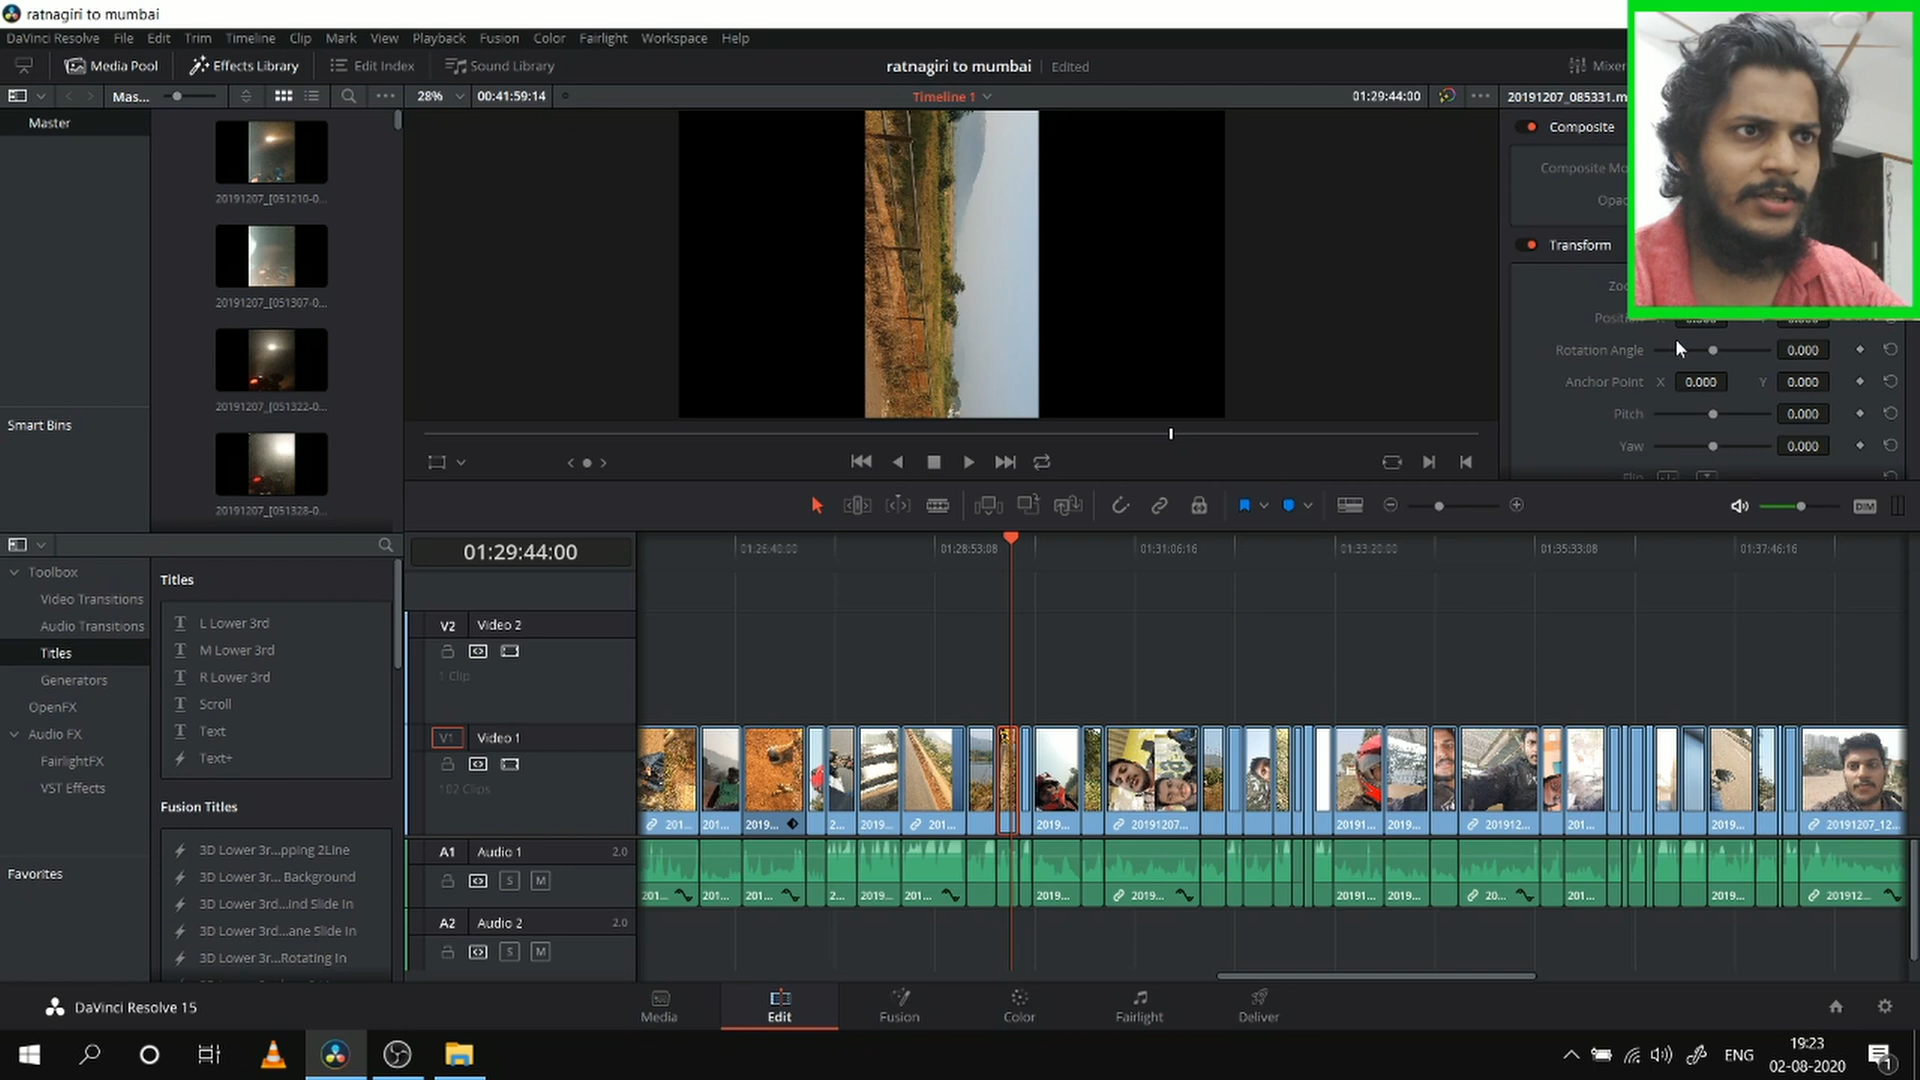 ratnagiri to mumbai
DaVinci Resolve File Edit Trim Timeline Clip Mark View Playback Fusion Color Fairlight Workspace Help
Media Pool Effects Library Edit Index Sound Library ratnagiri to mumbai Edited Mixer
Mas... 28% 00:41:59:14 Timeline 1 01:29:44:00 20191207_085331.m
Master
20191207_[051210-0...
20191207_[051307-0...
20191207_[051322-0...
20191207_[051328-0...
Smart Bins
Composite
Composite Mo
Opac
Transform
Zoo
Position
Rotation Angle 0.000
Anchor Point X 0.000 Y 0.000
Pitch 0.000
Yaw 0.000
Flip
DIM
Toolbox
Video Transitions
Audio Transitions
Titles
Generators
OpenFX
Audio FX
FairlightFX
VST Effects
Favorites
Titles
L Lower 3rd
M Lower 3rd
R Lower 3rd
Scroll
Text
Text+
Fusion Titles
3D Lower 3r...pping 2Line
3D Lower 3r... Background
3D Lower 3rd...ind Slide In
3D Lower 3rd...ane Slide In
3D Lower 3r...Rotating In
01:29:44:00
01:26:40:00 01:28:53:08 01:31:06:16 01:33:20:00 01:35:33:08 01:37:46:16
V2 Video 2
1 Clip
V1 Video 1
102 Clips
201... 201... 2019... 2... 2019... 201... 2019... 20191207... 20191... 2019... 201912... 201... 2019... 20191207_12...
A1 Audio 1 2.0
S M
201... 201... 2019... 2... 2019... 201... 2019... 2019... 20191... 2019... 20... 201... 2019... 201912...
A2 Audio 2 2.0
S M
DaVinci Resolve 15
Media Edit Fusion Color Fairlight Deliver
ENG
19:23
02-08-2020
1